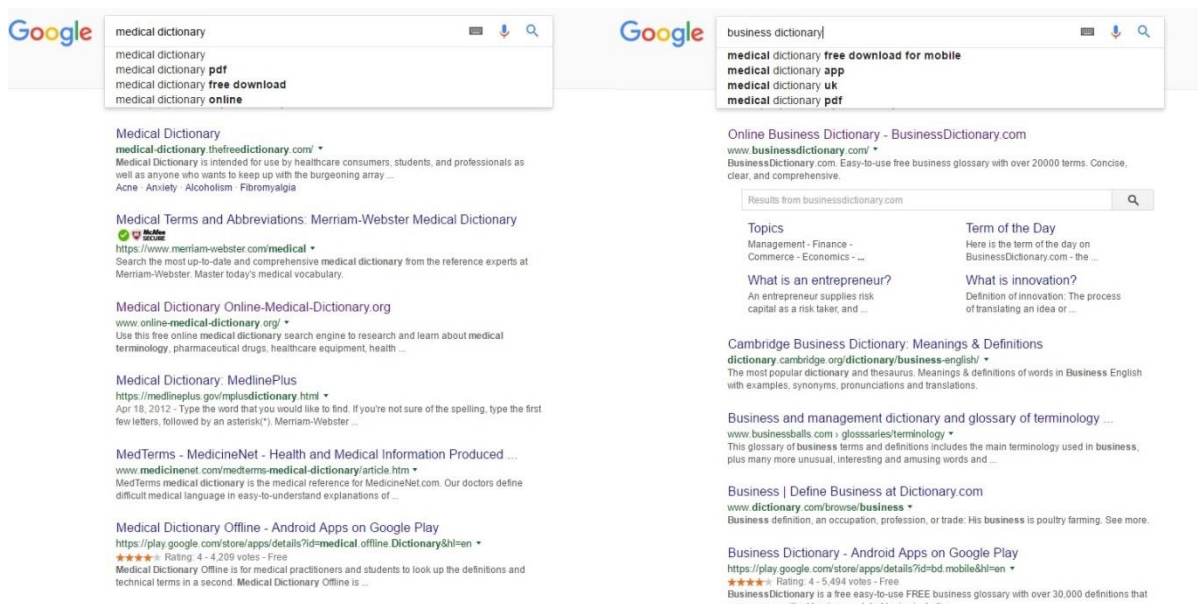 Google
medical dictionary
medical dictionary
medical dictionary pdf
medical dictionary free download
medical dictionary online
Medical Dictionary
medical-dictionary.thefreedictionary.com/
Medical Dictionary is intended for use by healthcare consumers, students, and professionals as
well as anyone who wants to keep up with the burgeoning array ...
Acne · Anxiety · Alcoholism · Fibromyalgia
Medical Terms and Abbreviations: Merriam-Webster Medical Dictionary
McAfee
SECURE
https://www.merriam-webster.com/medical
Search the most up-to-date and comprehensive medical dictionary from the reference experts at
Merriam-Webster. Master today's medical vocabulary.
Medical Dictionary Online-Medical-Dictionary.org
www.online-medical-dictionary.org/
Use this free online medical dictionary search engine to research and learn about medical
terminology, pharmaceutical drugs, healthcare equipment, health ...
Medical Dictionary: MedlinePlus
https://medlineplus.gov/mplusdictionary.html
Apr 18, 2012 - Type the word that you would like to find. If you're not sure of the spelling, type the first
few letters, followed by an asterisk(*). Merriam-Webster ...
MedTerms - MedicineNet - Health and Medical Information Produced ...
www.medicinenet.com/medterms-medical-dictionary/article.htm
MedTerms medical dictionary is the medical reference for MedicineNet.com. Our doctors define
difficult medical language in easy-to-understand explanations of ...
Medical Dictionary Offline - Android Apps on Google Play
https://play.google.com/store/apps/details?id=medical.offline.Dictionary&hl=en
Rating: 4 - 4,209 votes - Free
Medical Dictionary Offline is for medical practitioners and students to look up the definitions and
technical terms in a second. Medical Dictionary Offline is ...
Google
business dictionary
medical dictionary free download for mobile
medical dictionary app
medical dictionary uk
medical dictionary pdf
Online Business Dictionary - BusinessDictionary.com
www.businessdictionary.com/
BusinessDictionary.com. Easy-to-use free business glossary with over 20000 terms. Concise,
clear, and comprehensive.
Results from businessdictionary.com
Topics
Management - Finance -
Commerce - Economics - ...
Term of the Day
Here is the term of the day on
BusinessDictionary.com - the ...
What is an entrepreneur?
An entrepreneur supplies risk
capital as a risk taker, and ...
What is innovation?
Definition of innovation: The process
of translating an idea or ...
Cambridge Business Dictionary: Meanings & Definitions
dictionary.cambridge.org/dictionary/business-english/
The most popular dictionary and thesaurus. Meanings & definitions of words in Business English
with examples, synonyms, pronunciations and translations.
Business and management dictionary and glossary of terminology ...
www.businessballs.com › glosssaries/terminology
This glossary of business terms and definitions includes the main terminology used in business,
plus many more unusual, interesting and amusing words and ...
Business | Define Business at Dictionary.com
www.dictionary.com/browse/business
Business definition, an occupation, profession, or trade: His business is poultry farming. See more.
Business Dictionary - Android Apps on Google Play
https://play.google.com/store/apps/details?id=bd.mobile&hl=en
Rating: 4 - 5,494 votes - Free
BusinessDictionary is a free easy-to-use FREE business glossary with over 30,000 definitions that